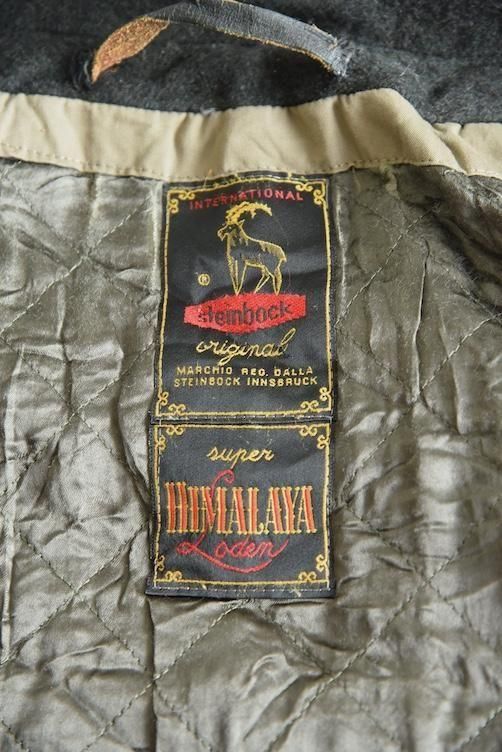 INTERNATIONAL
®
steinbock
original
MARCHIO REG. DALLA
STEINBOCK INNSBRUCK
super
HIMALAYA
Loden